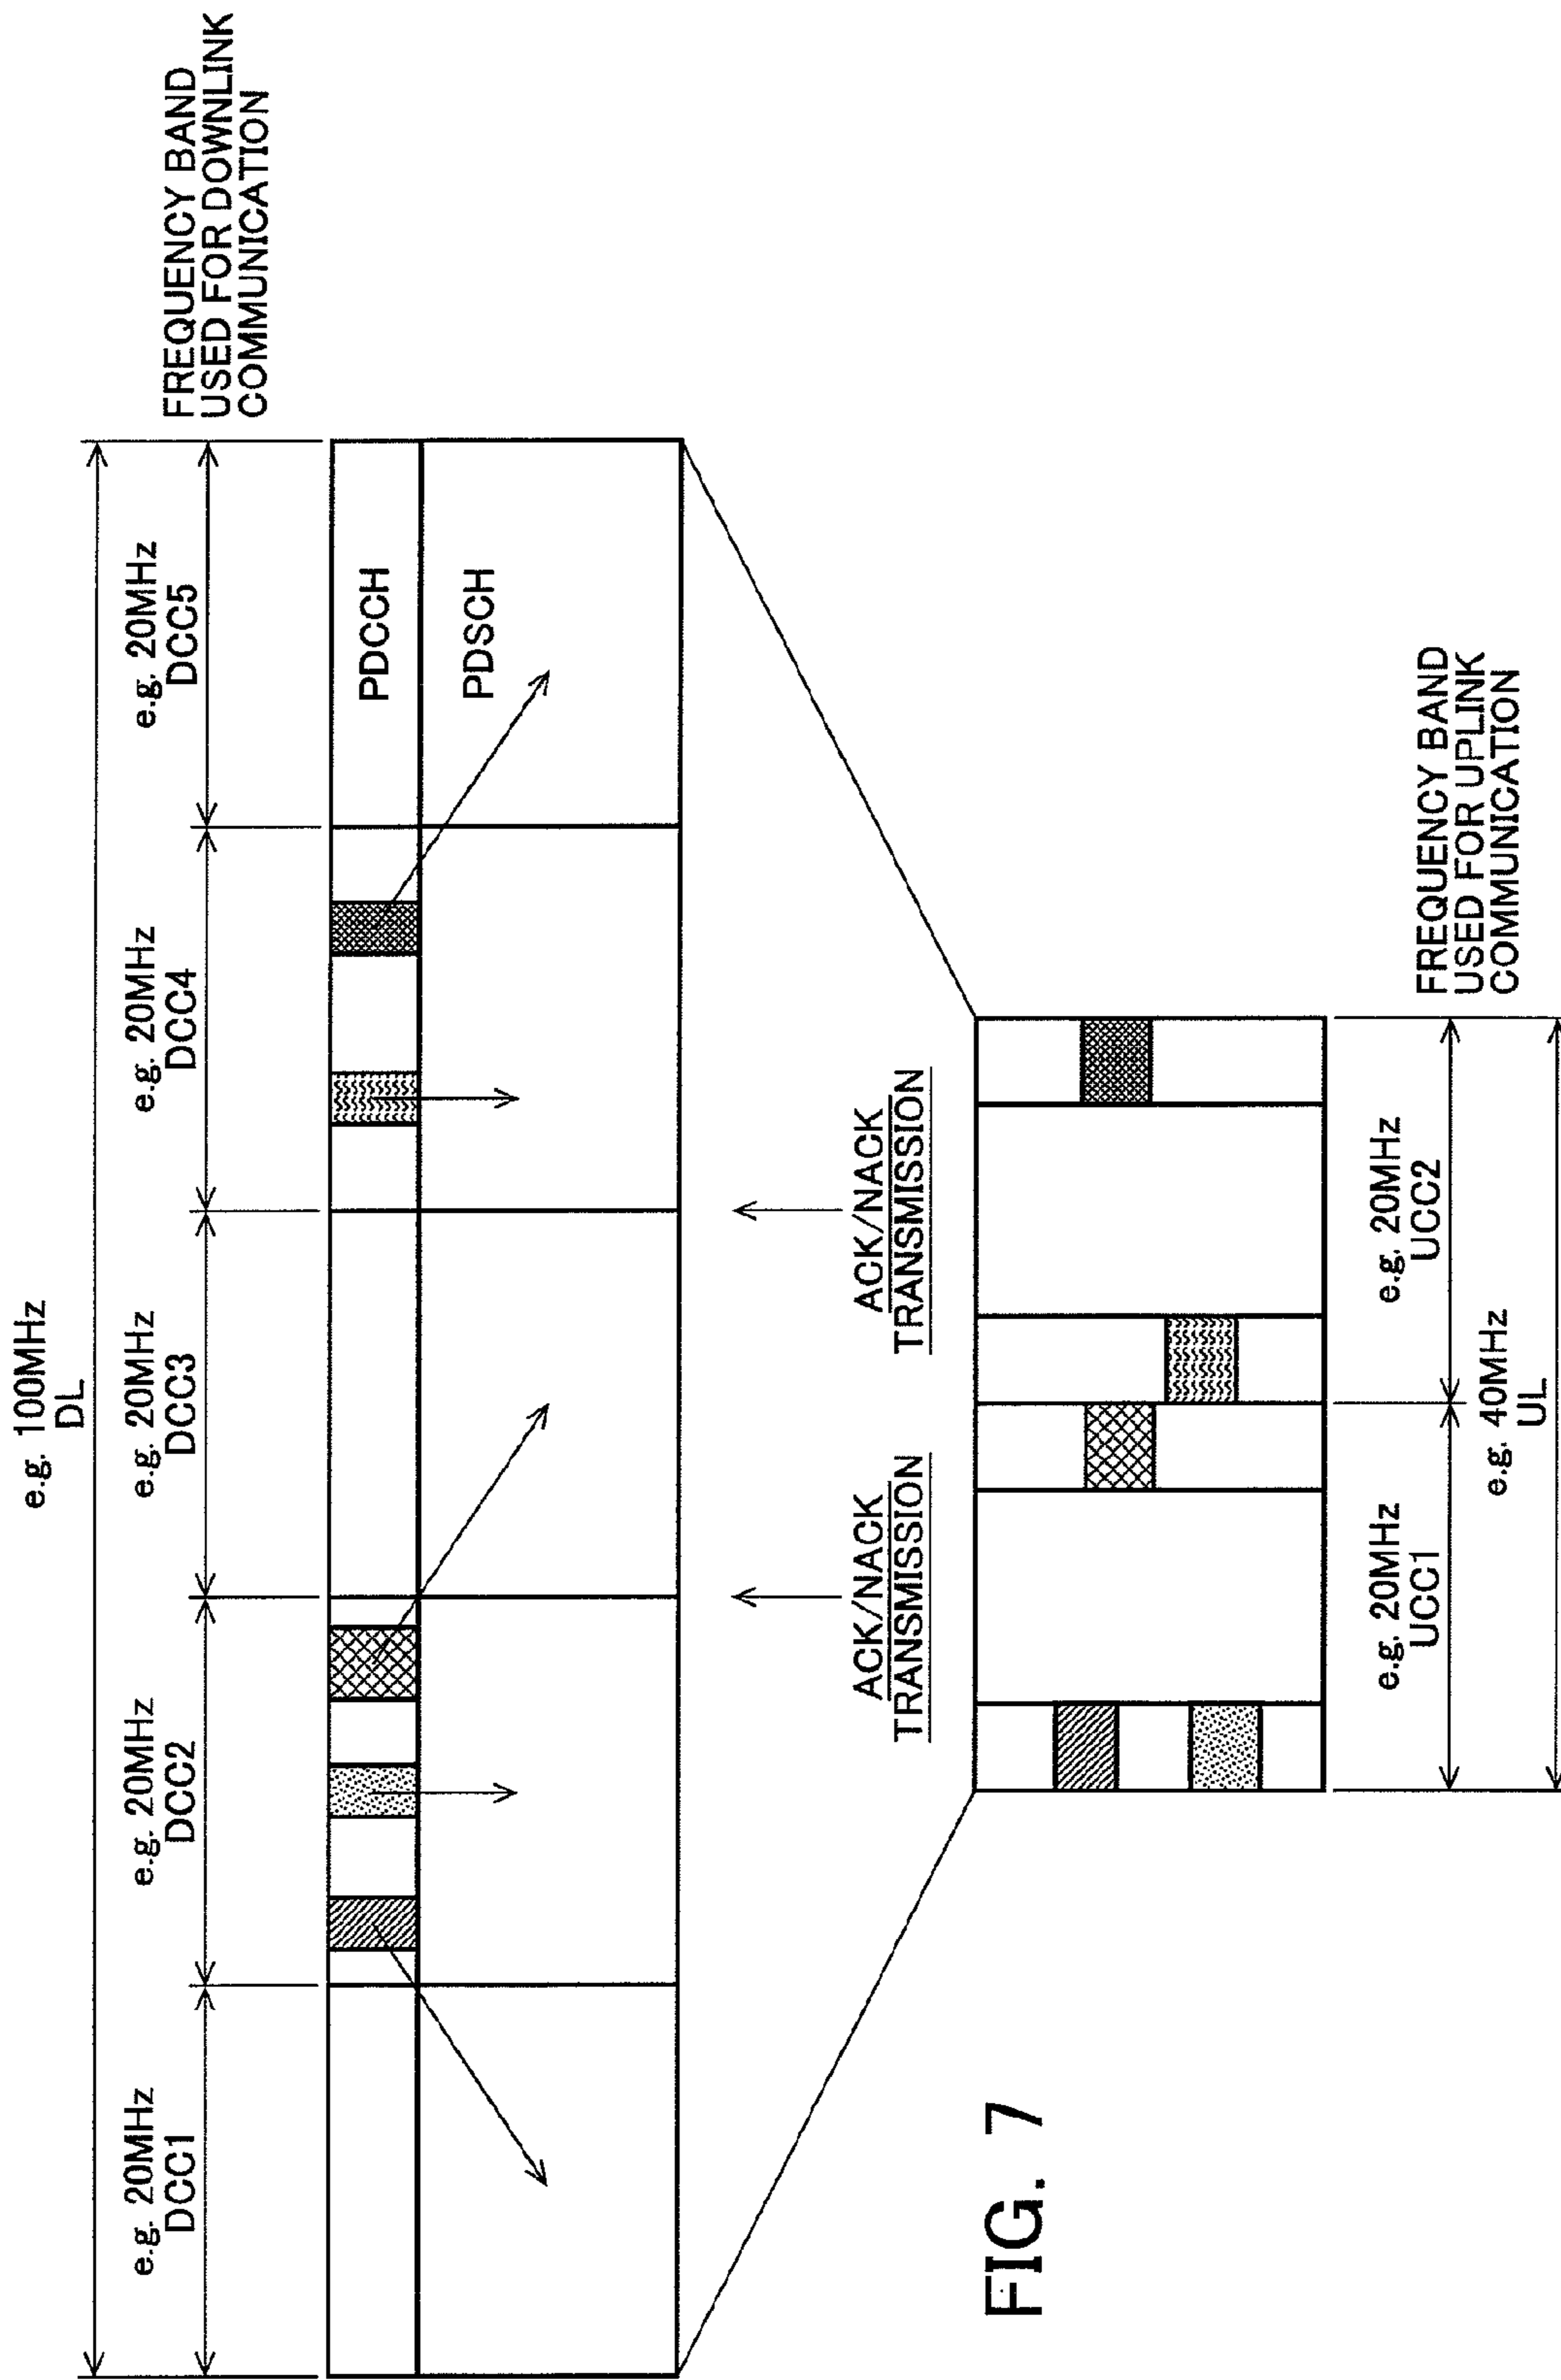 e.g. 100MHz
DL
e.g. 20MHz
DCC1
e.g. 20MHz
DCC2
e.g. 20MHz
DCC3
e.g. 20MHz
DCC4
e.g. 20MHz
DCC5
FREQUENCY BAND
USED FOR DOWNLINK
COMMUNICATION
PDCCH
PDSCH
ACK/NACK
TRANSMISSION
ACK/NACK
TRANSMISSION
e.g. 20MHz
UCC1
e.g. 20MHz
UCC2
e.g. 40MHz
UL
FREQUENCY BAND
USED FOR UPLINK
COMMUNICATION
FIG. 7